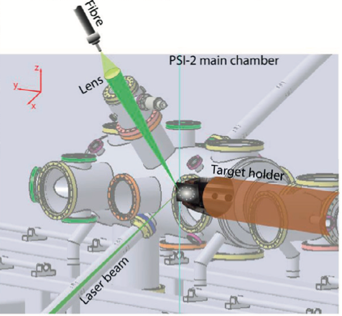 Fibre
PSI-2 main chamber
z
Lens
y
x
Target holder
Laser beam